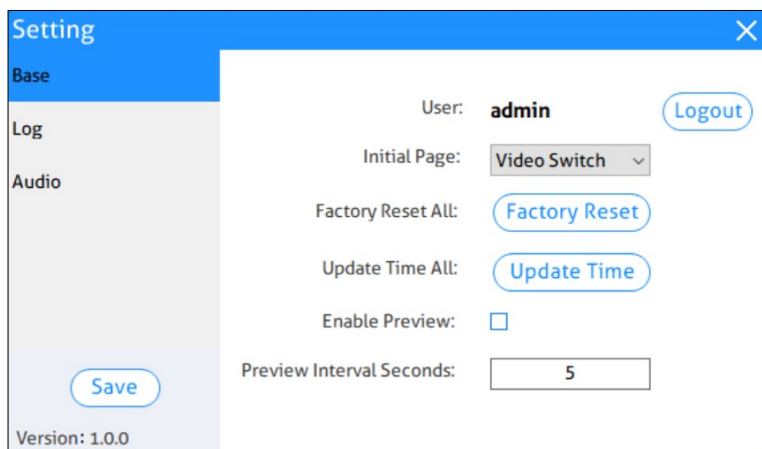 Setting
Base
Log
Audio
Save
Version: 1.0.0
User: admin Logout
Initial Page: Video Switch
Factory Reset All: Factory Reset
Update Time All: Update Time
Enable Preview:
Preview Interval Seconds: 5